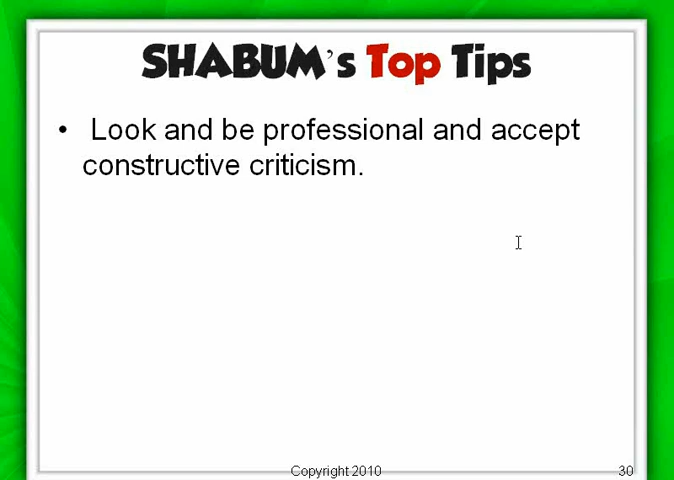 SHABUM's Top Tips
• Look and be professional and accept
constructive criticism.
Copyright 2010
30